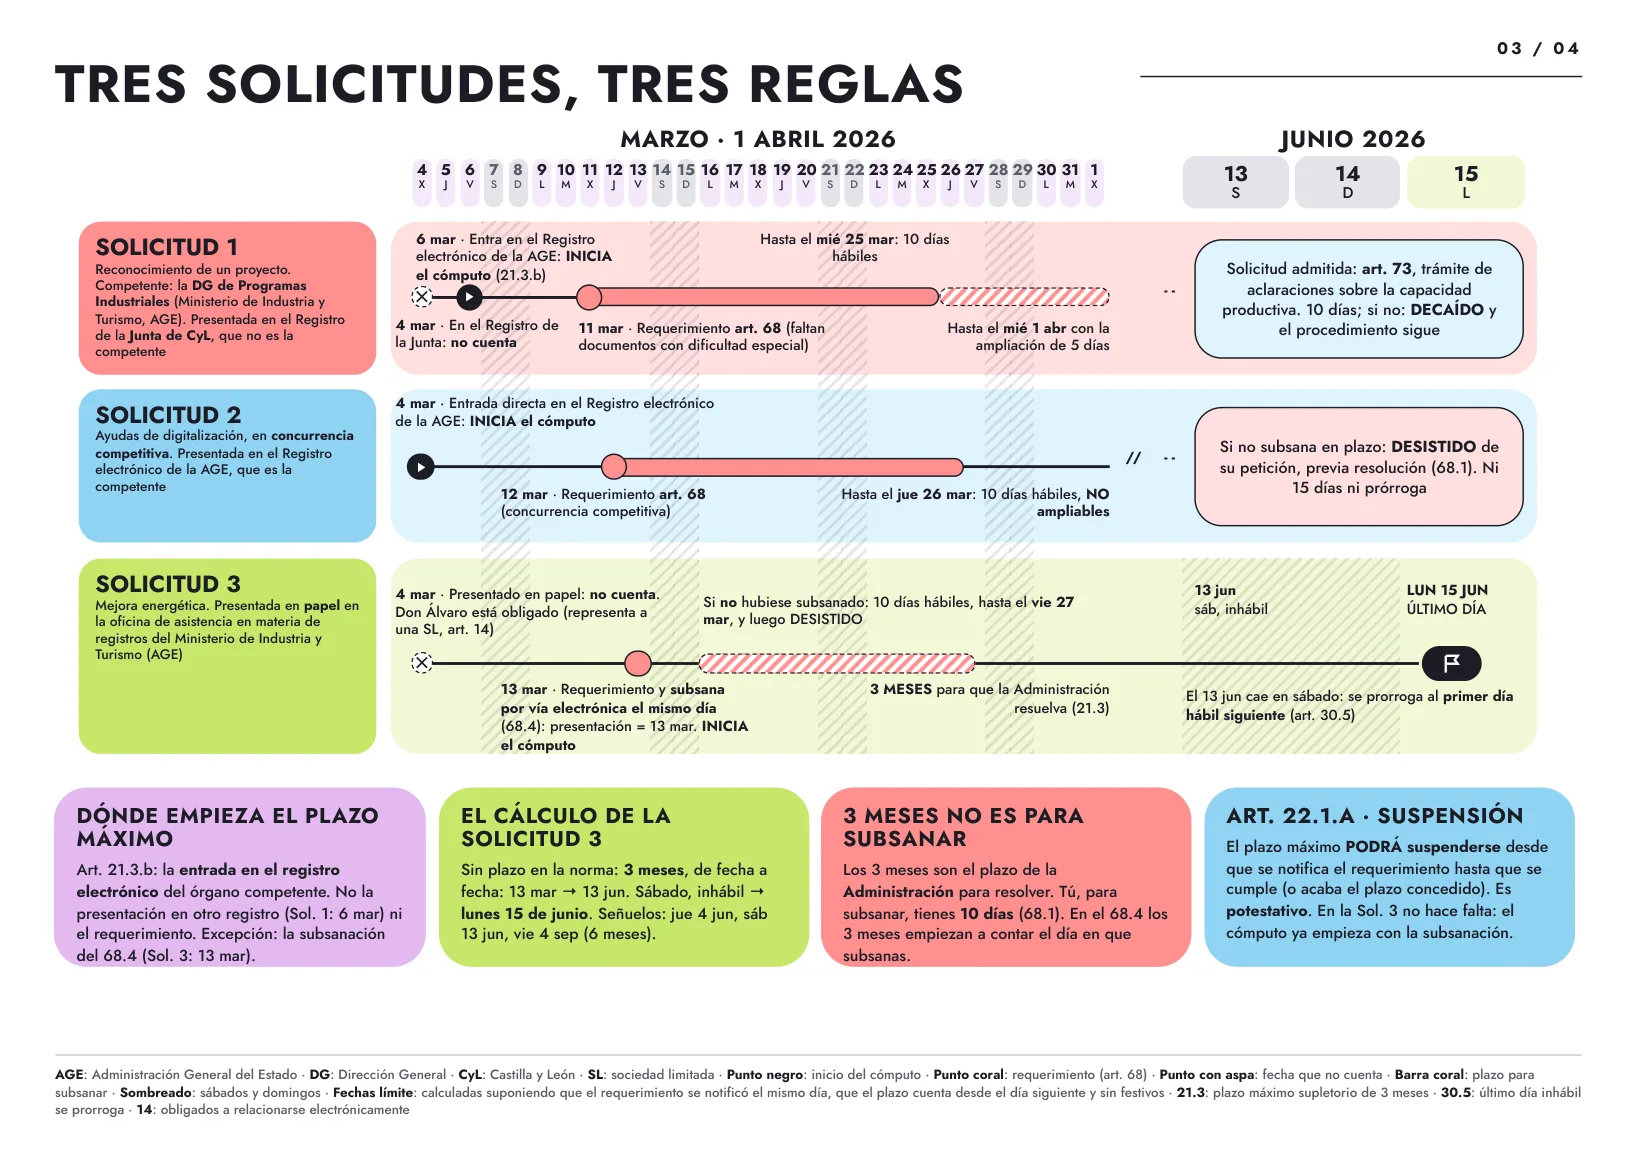 03 / 04
TRES SOLICITUDES, TRES REGLAS
MARZO · 1 ABRIL 2026
JUNIO 2026
4 5 6 7 8 9 10 11 12 13 14 15 16 17 18 19 20 21 22 23 24 25 26 27 28 29 30 31 1
X J V S D L M X J V S D L M X J V S D L M X J V S D L M X
13 14 15
S D L
SOLICITUD 1
Reconocimiento de un proyecto.
Competente: la DG de Programas
Industriales (Ministerio de Industria y
Turismo, AGE). Presentada en el Registro
de la Junta de CyL, que no es la
competente
6 mar · Entra en el Registro
electrónico de la AGE: INICIA
el cómputo (21.3.b)
Hasta el mié 25 mar: 10 días
hábiles
4 mar · En el Registro de
la Junta: no cuenta
11 mar · Requerimiento art. 68 (faltan
documentos con dificultad especial)
Hasta el mié 1 abr con la
ampliación de 5 días
--
Solicitud admitida: art. 73, trámite de
aclaraciones sobre la capacidad
productiva. 10 días; si no: DECAÍDO y
el procedimiento sigue
SOLICITUD 2
Ayudas de digitalización, en concurrencia
competitiva. Presentada en el Registro
electrónico de la AGE, que es la
competente
4 mar · Entrada directa en el Registro electrónico
de la AGE: INICIA el cómputo
12 mar · Requerimiento art. 68
(concurrencia competitiva)
Hasta el jue 26 mar: 10 días hábiles, NO
ampliables
// --
Si no subsana en plazo: DESISTIDO de
su petición, previa resolución (68.1). Ni
15 días ni prórroga
SOLICITUD 3
Mejora energética. Presentada en papel en
la oficina de asistencia en materia de
registros del Ministerio de Industria y
Turismo (AGE)
4 mar · Presentado en papel: no cuenta.
Don Álvaro está obligado (representa a
una SL, art. 14)
Si no hubiese subsanado: 10 días hábiles, hasta el vie 27
mar, y luego DESISTIDO
13 jun
sáb, inhábil
LUN 15 JUN
ÚLTIMO DÍA
13 mar · Requerimiento y subsana
por vía electrónica el mismo día
(68.4): presentación = 13 mar. INICIA
el cómputo
3 MESES para que la Administración
resuelva (21.3)
El 13 jun cae en sábado: se prorroga al primer día
hábil siguiente (art. 30.5)
DÓNDE EMPIEZA EL PLAZO
MÁXIMO
Art. 21.3.b: la entrada en el registro
electrónico del órgano competente. No la
presentación en otro registro (Sol. 1: 6 mar) ni
el requerimiento. Excepción: la subsanación
del 68.4 (Sol. 3: 13 mar).
EL CÁLCULO DE LA
SOLICITUD 3
Sin plazo en la norma: 3 meses, de fecha a
fecha: 13 mar → 13 jun. Sábado, inhábil →
lunes 15 de junio. Señuelos: jue 4 jun, sáb
13 jun, vie 4 sep (6 meses).
3 MESES NO ES PARA
SUBSANAR
Los 3 meses son el plazo de la
Administración para resolver. Tú, para
subsanar, tienes 10 días (68.1). En el 68.4 los
3 meses empiezan a contar el día en que
subsanas.
ART. 22.1.A · SUSPENSIÓN
El plazo máximo PODRÁ suspenderse desde
que se notifica el requerimiento hasta que se
cumple (o acaba el plazo concedido). Es
potestativo. En la Sol. 3 no hace falta: el
cómputo ya empieza con la subsanación.
AGE: Administración General del Estado · DG: Dirección General · CyL: Castilla y León · SL: sociedad limitada · Punto negro: inicio del cómputo · Punto coral: requerimiento (art. 68) · Punto con aspa: fecha que no cuenta · Barra coral: plazo para
subsanar · Sombreado: sábados y domingos · Fechas límite: calculadas suponiendo que el requerimiento se notificó el mismo día, que el plazo cuenta desde el día siguiente y sin festivos · 21.3: plazo máximo supletorio de 3 meses · 30.5: último día inhábil
se prorroga · 14: obligados a relacionarse electrónicamente